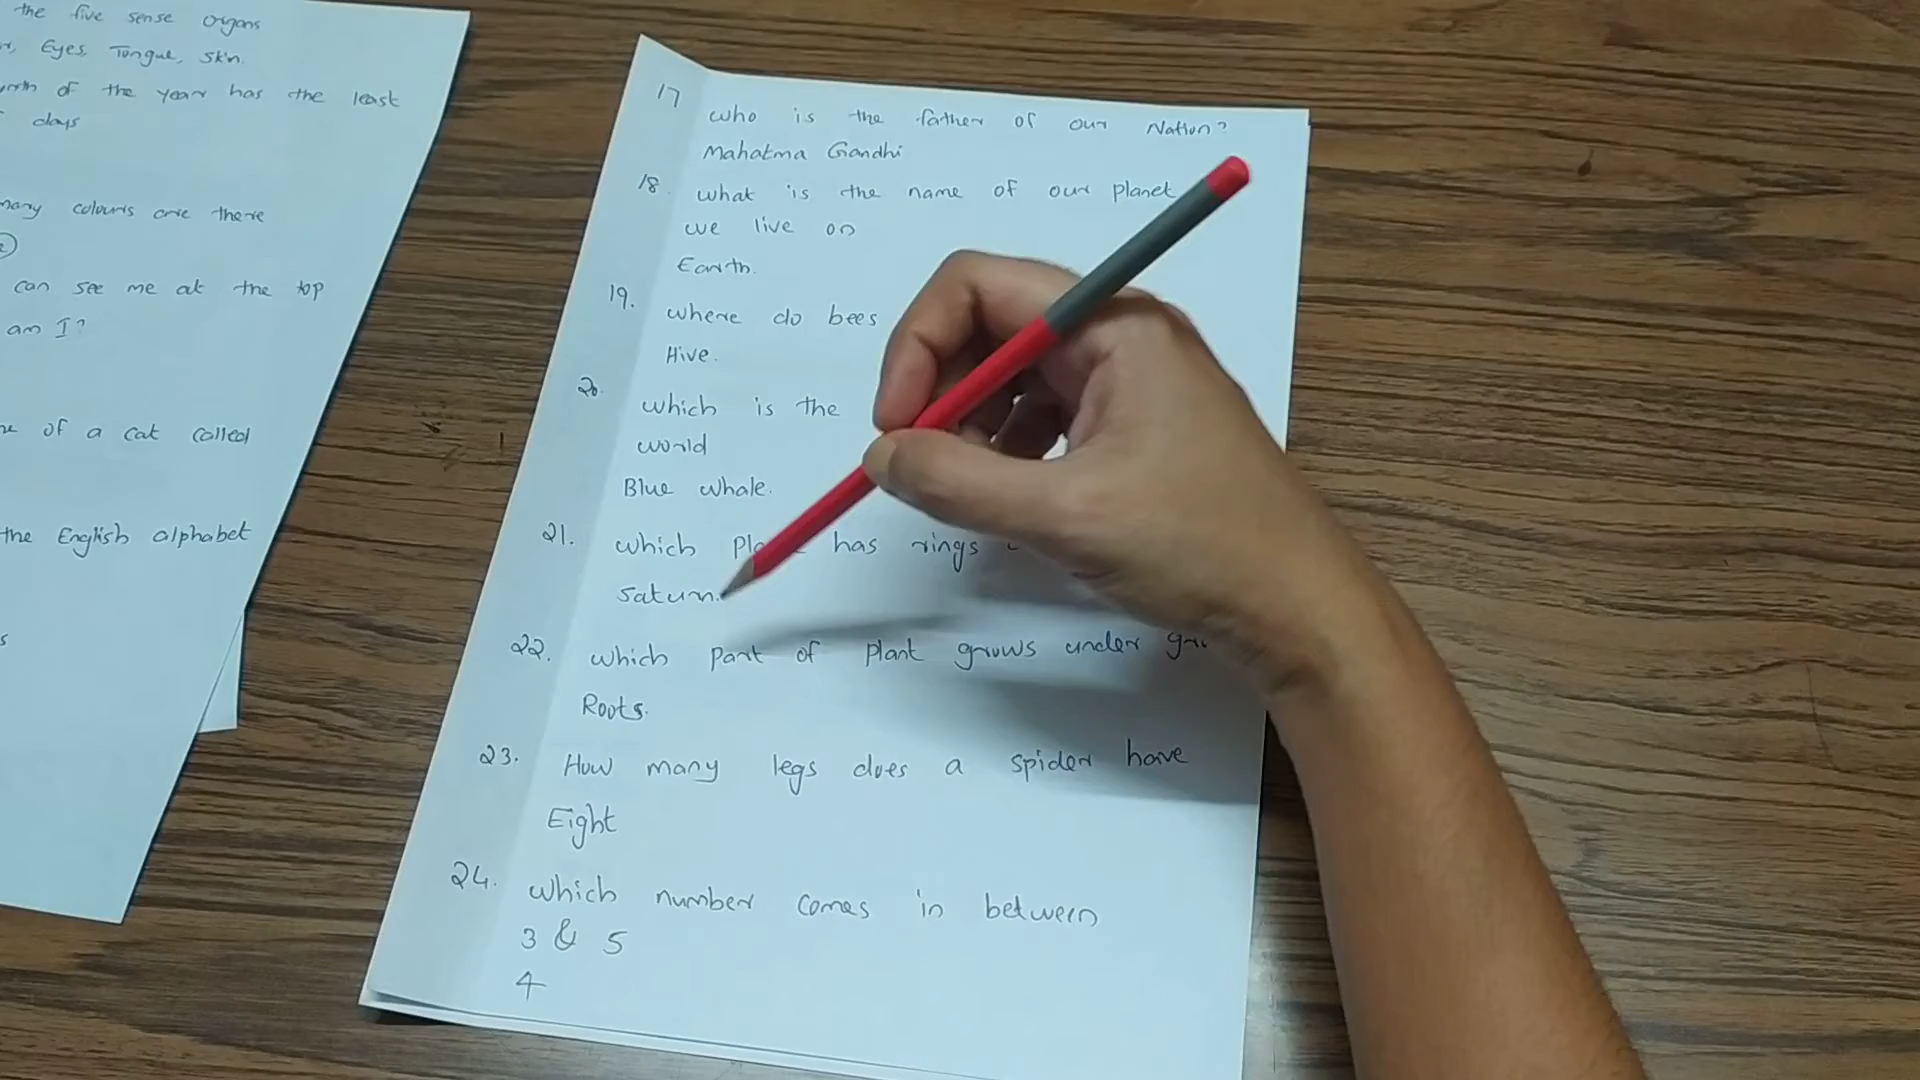 the five sense organs
Eyes, Tongue, skin.
of the year has the least
days
many colours are there
can see me at the top
am I?
of a cat called
the English alphabet
17 who is the father of our Nation?
Mahatma Gandhi
18. what is the name of our planet
we live on
Earth.
19. where do bees
Hive.
20. which is the
world
Blue whale.
21. which has rings
Saturn.
22. which part of plant grows under
Roots.
23. How many legs does a spider have
Eight
24. which number comes in between
3 & 5
4